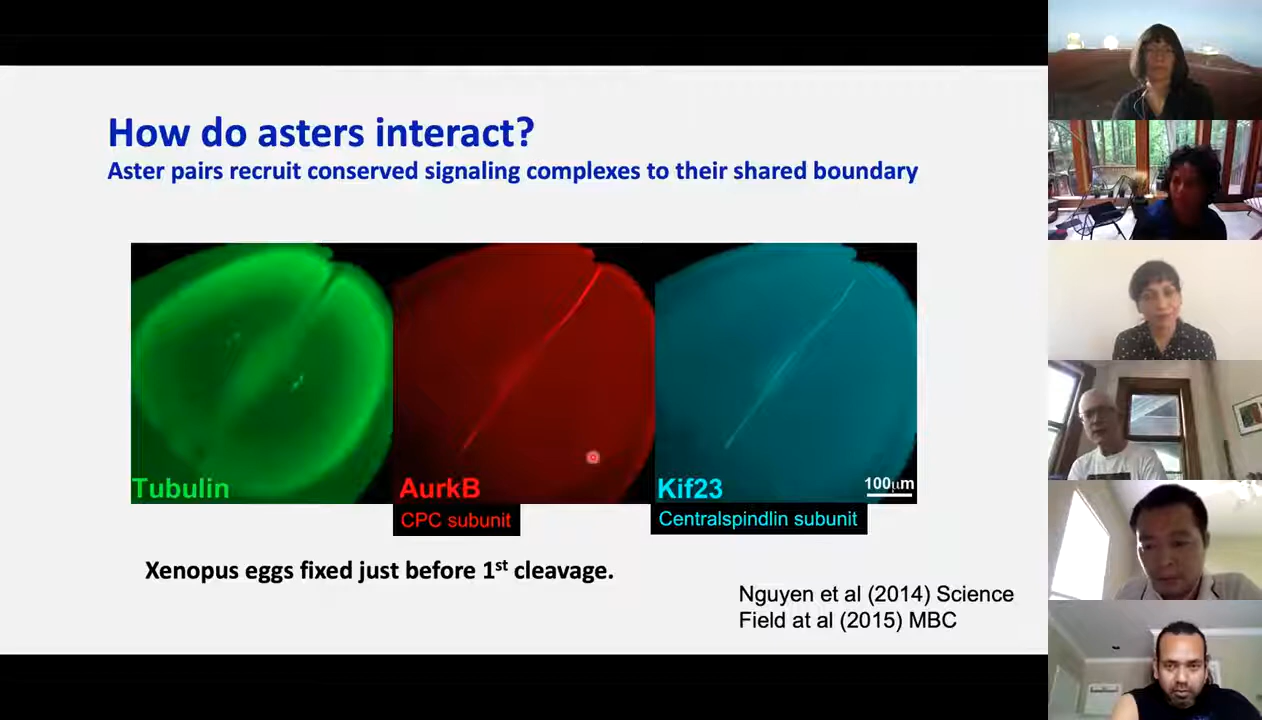 How do asters interact?
Aster pairs recruit conserved signaling complexes to their shared boundary
Tubulin
AurkB
Kif23
100μm
CPC subunit
Centralspindlin subunit
Xenopus eggs fixed just before 1st cleavage.
Nguyen et al (2014) Science
Field at al (2015) MBC